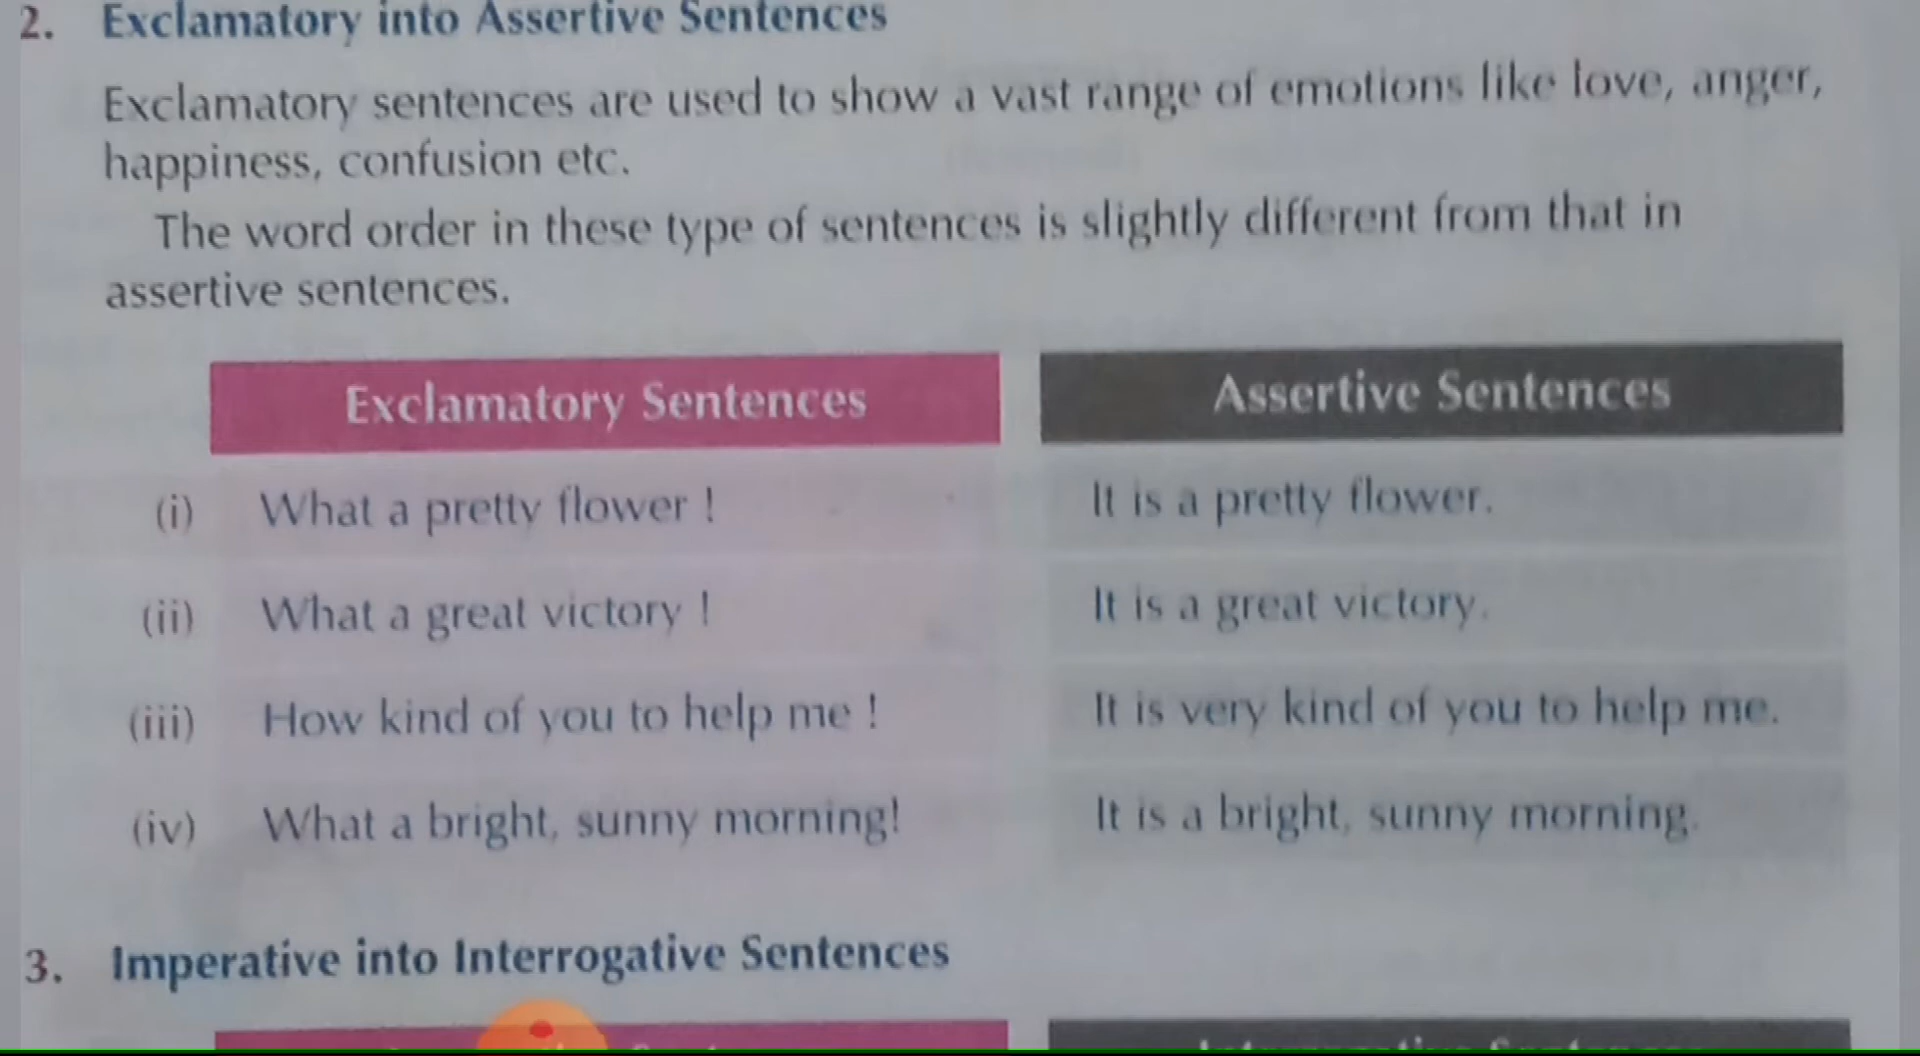 2. Exclamatory into Assertive Sentences
Exclamatory sentences are used to show a vast range of emotions like love, anger,
happiness, confusion etc.
The word order in these type of sentences is slightly different from that in
assertive sentences.
Exclamatory Sentences Assertive Sentences
(i) What a pretty flower ! It is a pretty flower.
(ii) What a great victory ! It is a great victory.
(iii) How kind of you to help me ! It is very kind of you to help me.
(iv) What a bright, sunny morning! It is a bright, sunny morning.
3. Imperative into Interrogative Sentences